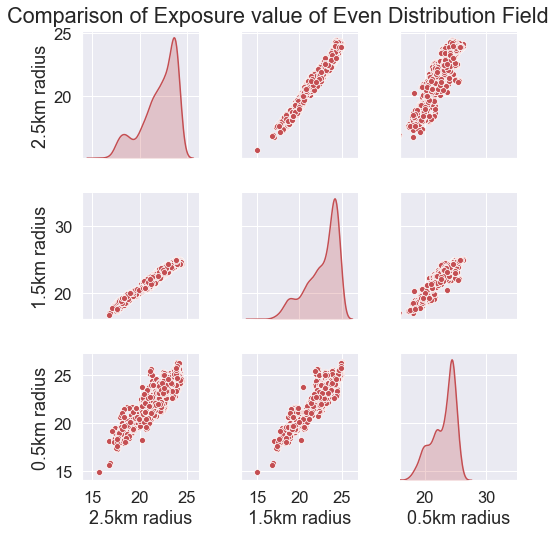 Comparison of Exposure value of Even Distribution Field
25
20
2.5km radius
30
20
1.5km radius
25
20
15
0.5km radius
15 20 25
15 20 25
20 30
2.5km radius
1.5km radius
0.5km radius